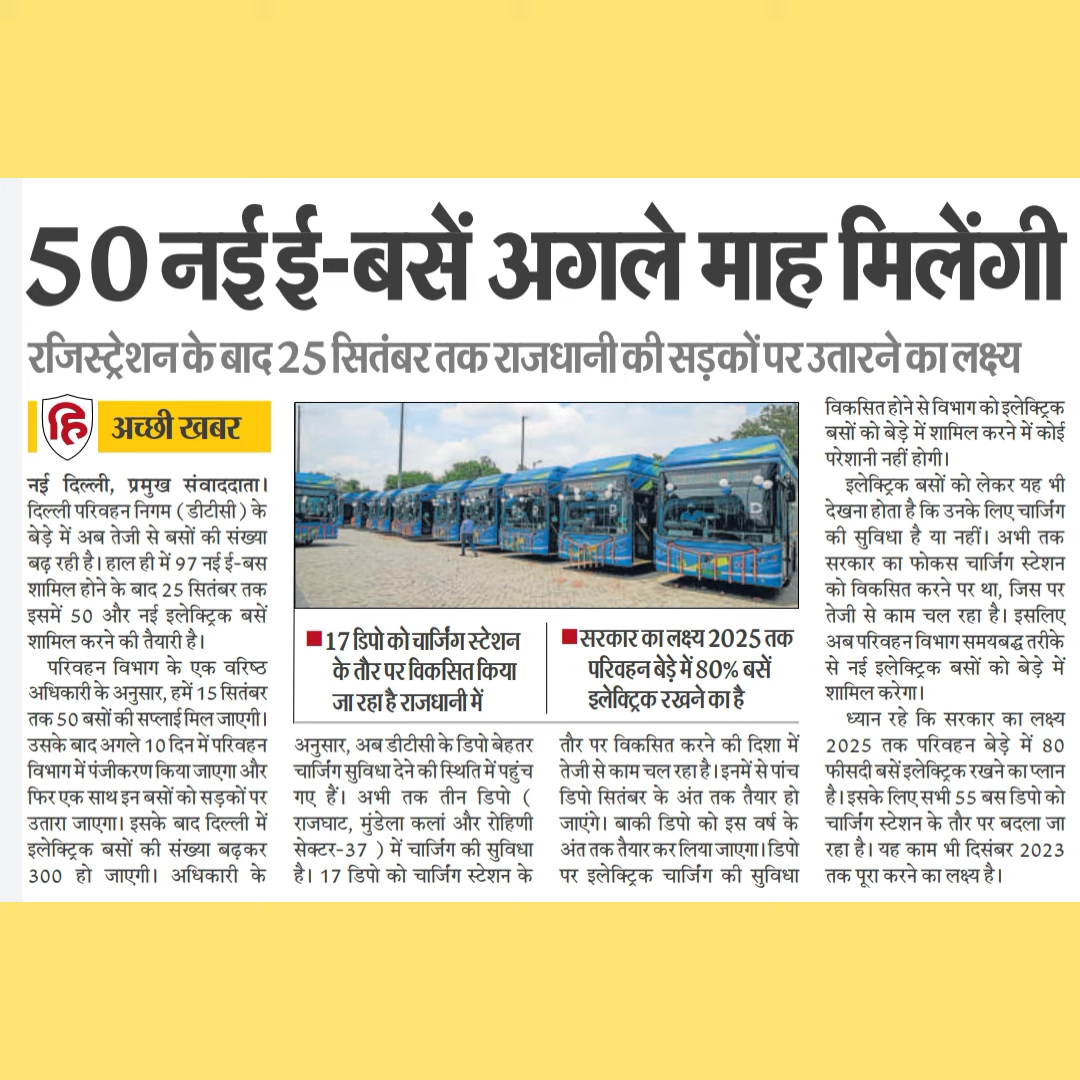 50 नई ई-बसें अगले माह मिलेंगी
रजिस्ट्रेशन के बाद 25 सितंबर तक राजधानी की सड़कों पर उतारने का लक्ष्य
हि अच्छी खबर
नई दिल्ली, प्रमुख संवाददाता।
दिल्ली परिवहन निगम ( डीटीसी ) के
बेड़े में अब तेजी से बसों की संख्या
बढ़ रही है। हाल ही में 97 नई ई-बस
शामिल होने के बाद 25 सितंबर तक
इसमें 50 और नई इलेक्ट्रिक बसें
शामिल करने की तैयारी है।
परिवहन विभाग के एक वरिष्ठ
अधिकारी के अनुसार, हमें 15 सितंबर
तक 50 बसों की सप्लाई मिल जाएगी।
उसके बाद अगले 10 दिन में परिवहन
विभाग में पंजीकरण किया जाएगा और
फिर एक साथ इन बसों को सड़कों पर
उतारा जाएगा। इसके बाद दिल्ली में
इलेक्ट्रिक बसों की संख्या बढ़कर
300 हो जाएगी। अधिकारी के
17 डिपो को चार्जिंग स्टेशन
के तौर पर विकसित किया
जा रहा है राजधानी में
सरकार का लक्ष्य 2025 तक
परिवहन बेड़े में 80% बसें
इलेक्ट्रिक रखने का है
अनुसार, अब डीटीसी के डिपो बेहतर
चार्जिंग सुविधा देने की स्थिति में पहुंच
गए हैं। अभी तक तीन डिपो (
राजघाट, मुंडेला कलां और रोहिणी
सेक्टर-37 ) में चार्जिंग की सुविधा
है। 17 डिपो को चार्जिंग स्टेशन के
तौर पर विकसित करने की दिशा में
तेजी से काम चल रहा है। इनमें से पांच
डिपो सितंबर के अंत तक तैयार हो
जाएंगे। बाकी डिपो को इस वर्ष के
अंत तक तैयार कर लिया जाएगा। डिपो
पर इलेक्ट्रिक चार्जिंग की सुविधा
विकसित होने से विभाग को इलेक्ट्रिक
बसों को बेड़े में शामिल करने में कोई
परेशानी नहीं होगी।
इलेक्ट्रिक बसों को लेकर यह भी
देखना होता है कि उनके लिए चार्जिंग
की सुविधा है या नहीं। अभी तक
सरकार का फोकस चार्जिंग स्टेशन
को विकसित करने पर था, जिस पर
तेजी से काम चल रहा है। इसलिए
अब परिवहन विभाग समयबद्ध तरीके
से नई इलेक्ट्रिक बसों को बेड़े में
शामिल करेगा।
ध्यान रहे कि सरकार का लक्ष्य
2025 तक परिवहन बेड़े में 80
फीसदी बसें इलेक्ट्रिक रखने का प्लान
है। इसके लिए सभी 55 बस डिपो को
चार्जिंग स्टेशन के तौर पर बदला जा
रहा है। यह काम भी दिसंबर 2023
तक पूरा करने का लक्ष्य है।